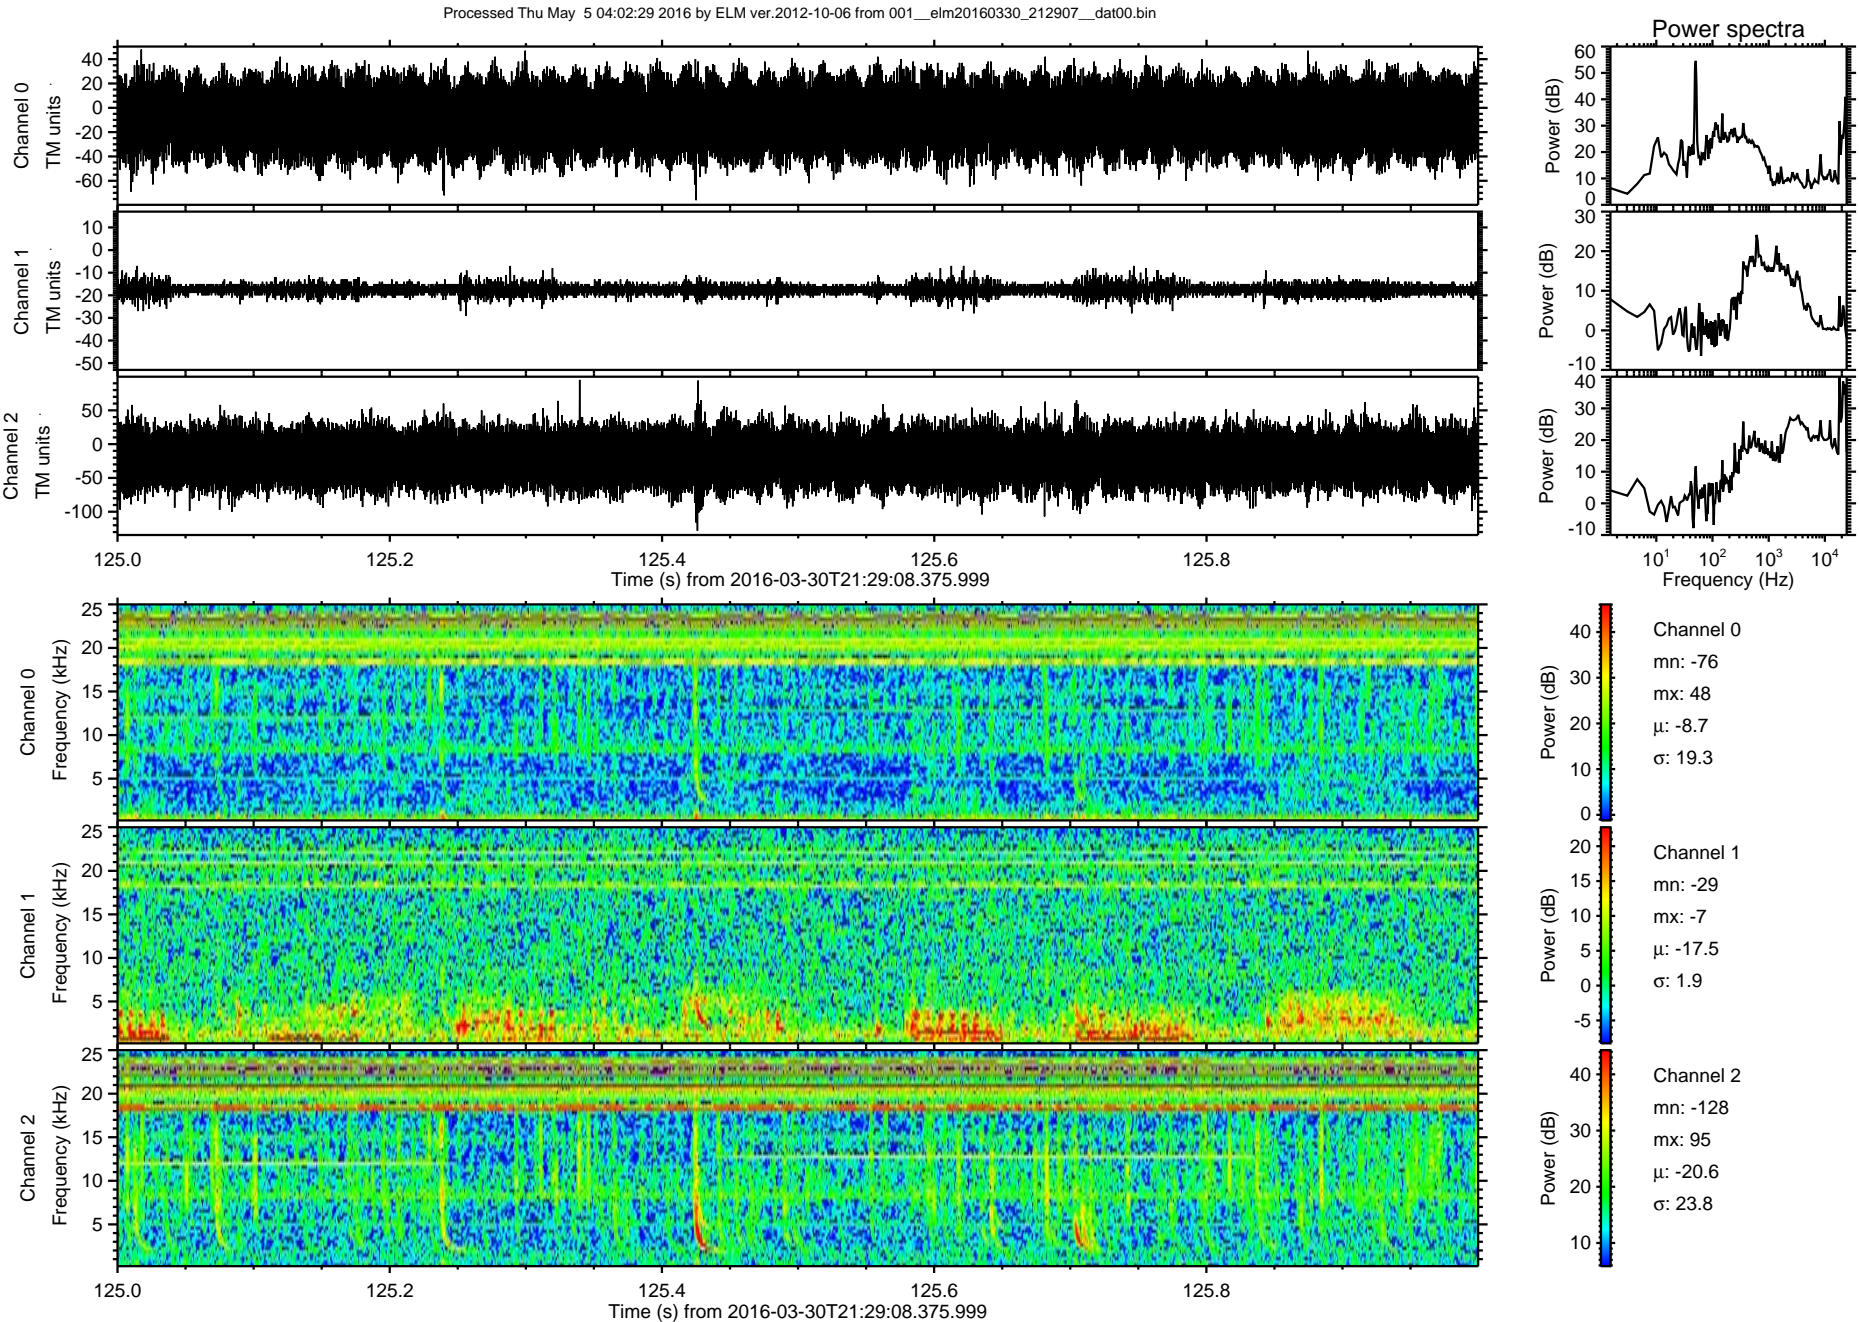 Processed Thu May  5 04:02:29 2016 by ELM ver.2012-10-06 from 001__elm20160330_212907__dat00.bin
Power spectra
Channel 0
TM units
40
20
0
-20
-40
-60
Power (dB)
60
50
40
30
20
10
0
Channel 1
TM units
10
0
-10
-20
-30
-40
-50
Power (dB)
30
20
10
0
-10
Channel 2
TM units
50
0
-50
-100
Power (dB)
40
30
20
10
0
-10
125.0 125.2 125.4 125.6 125.8
Time (s) from 2016-03-30T21:29:08.375.999
10¹ 10² 10³ 10⁴
Frequency (Hz)
Channel 0
Frequency (kHz)
25
20
15
10
5
Power (dB)
40
30
20
10
0
Channel 0
mn: -76
mx: 48
μ: -8.7
σ: 19.3
Channel 1
Frequency (kHz)
25
20
15
10
5
Power (dB)
20
15
10
5
0
-5
Channel 1
mn: -29
mx: -7
μ: -17.5
σ: 1.9
Channel 2
Frequency (kHz)
25
20
15
10
5
Power (dB)
40
30
20
10
Channel 2
mn: -128
mx: 95
μ: -20.6
σ: 23.8
125.0 125.2 125.4 125.6 125.8
Time (s) from 2016-03-30T21:29:08.375.999